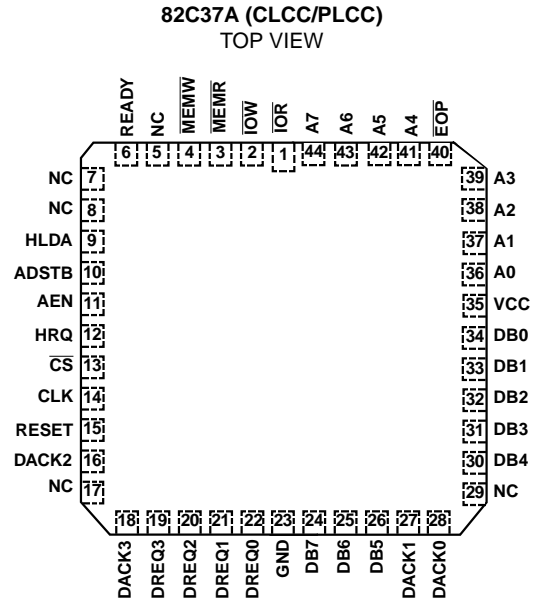 82C37A (CLCC/PLCC)
TOP VIEW
READY
NC
MEMW
MEMR
IOW
IOR
A7
A6
A5
A4
EOP
6 5 4 3 2 1 44 43 42 41 40
NC 7
NC 8
HLDA 9
ADSTB 10
AEN 11
HRQ 12
CS 13
CLK 14
RESET 15
DACK2 16
NC 17
39 A3
38 A2
37 A1
36 A0
35 VCC
34 DB0
33 DB1
32 DB2
31 DB3
30 DB4
29 NC
18 19 20 21 22 23 24 25 26 27 28
DACK3
DREQ3
DREQ2
DREQ1
DREQ0
GND
DB7
DB6
DB5
DACK1
DACK0